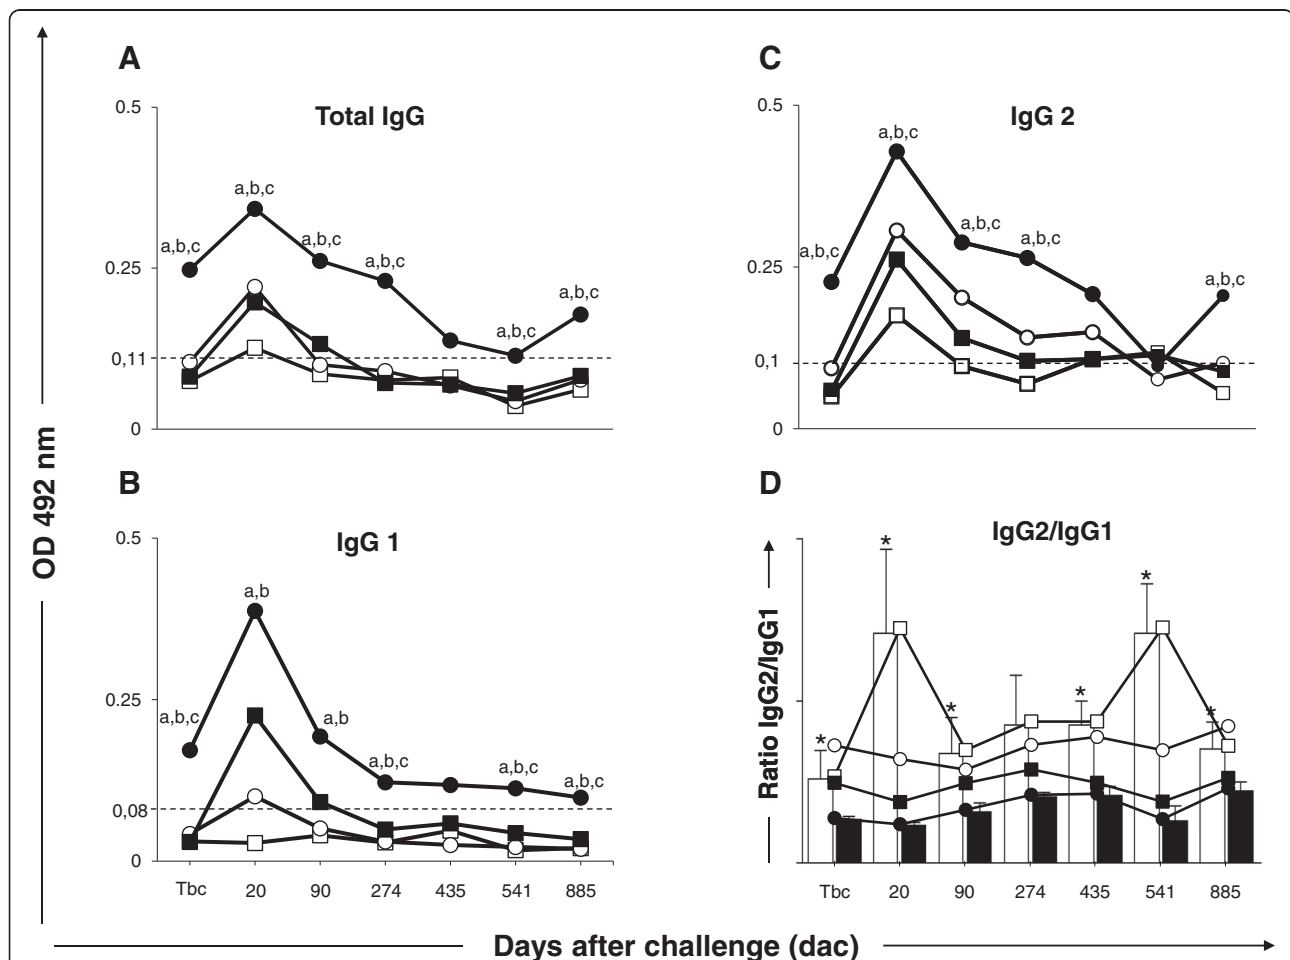 A
Total IgG
0.5
a,b,c
a,b,c
a,b,c
a,b,c
0.25
a,b,c
a,b,c
0,11
0
C
IgG 2
0.5
a,b,c
a,b,c
a,b,c
a,b,c
0.25
a,b,c
0,1
0
OD 492 nm
B
IgG 1
0.5
a,b
a,b,c
0.25
a,b
a,b,c
a,b,c
a,b,c
0,08
0
Tbc 20 90 274 435 541 885
D
IgG2/IgG1
Ratio IgG2/IgG1
*
*
*
*
*
*
Tbc 20 90 274 435 541 885
Days after challenge (dac)